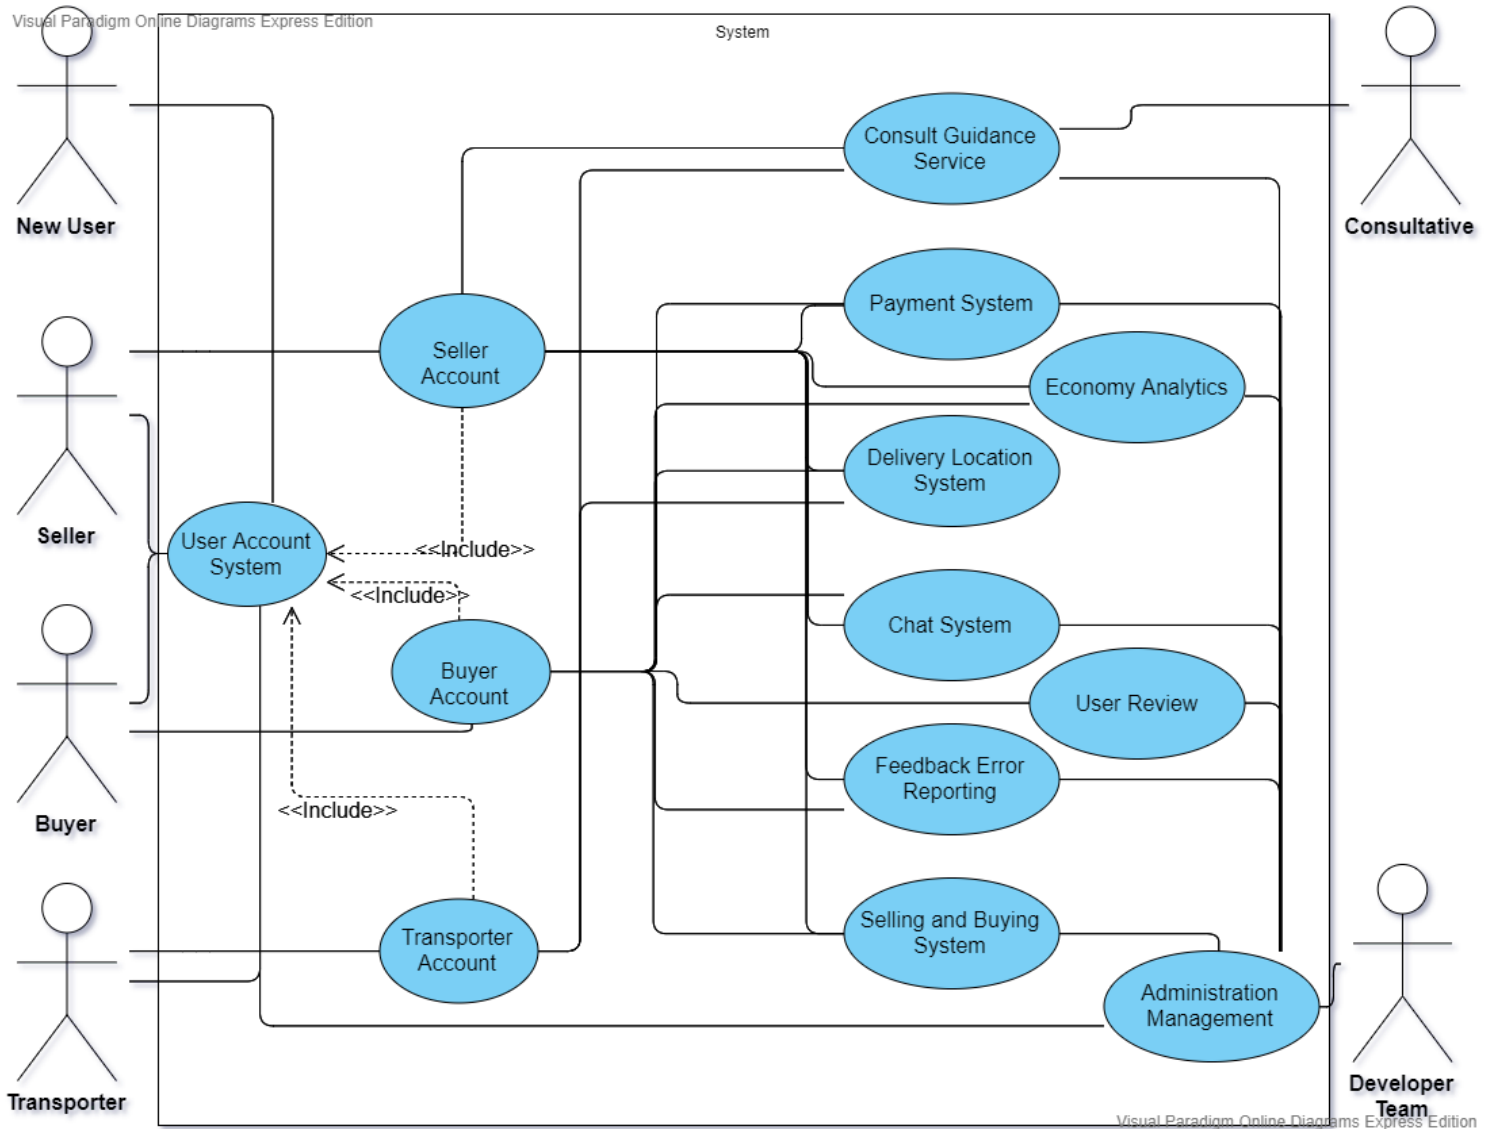 Visual Paradigm Online Diagrams Express Edition
System
New User
Consultative
Consult Guidance
Service
Payment System
Seller
Account
Economy Analytics
Delivery Location
System
Seller
User Account
System
<<Include>>
<<Include>>
Chat System
Buyer
Account
User Review
Feedback Error
Reporting
<<Include>>
Buyer
Selling and Buying
System
Transporter
Account
Administration
Management
Transporter
Developer
Team
Visual Paradigm Online Diagrams Express Edition